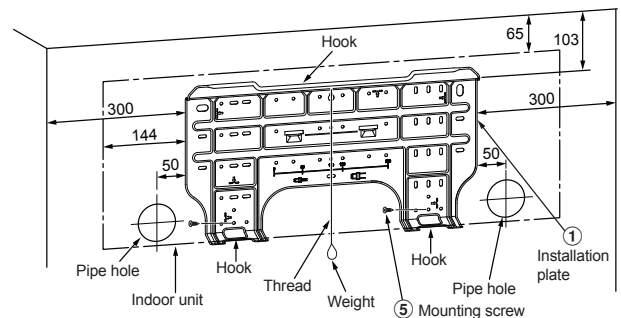 65
103
Hook
300
300
144
50
50
①
Installation
plate
Pipe hole
Hook
Hook
Indoor unit
Thread
Weight
Pipe hole
⑤ Mounting screw